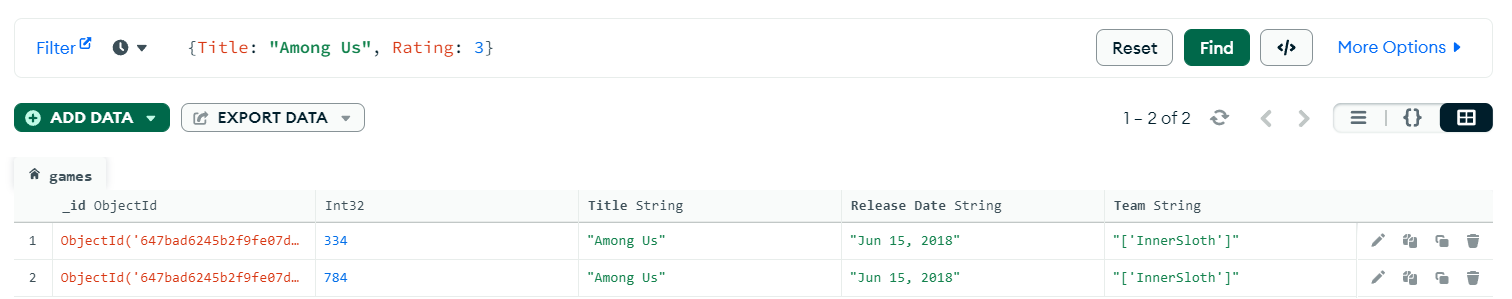 Filter {Title: "Among Us", Rating: 3} Reset Find </> More Options
ADD DATA EXPORT DATA 1 – 2 of 2 {}
games
_id ObjectId Int32 Title String Release Date String Team String
1 ObjectId('647bad6245b2f9fe07d… 334 "Among Us" "Jun 15, 2018" "['InnerSloth']"
2 ObjectId('647bad6245b2f9fe07d… 784 "Among Us" "Jun 15, 2018" "['InnerSloth']"